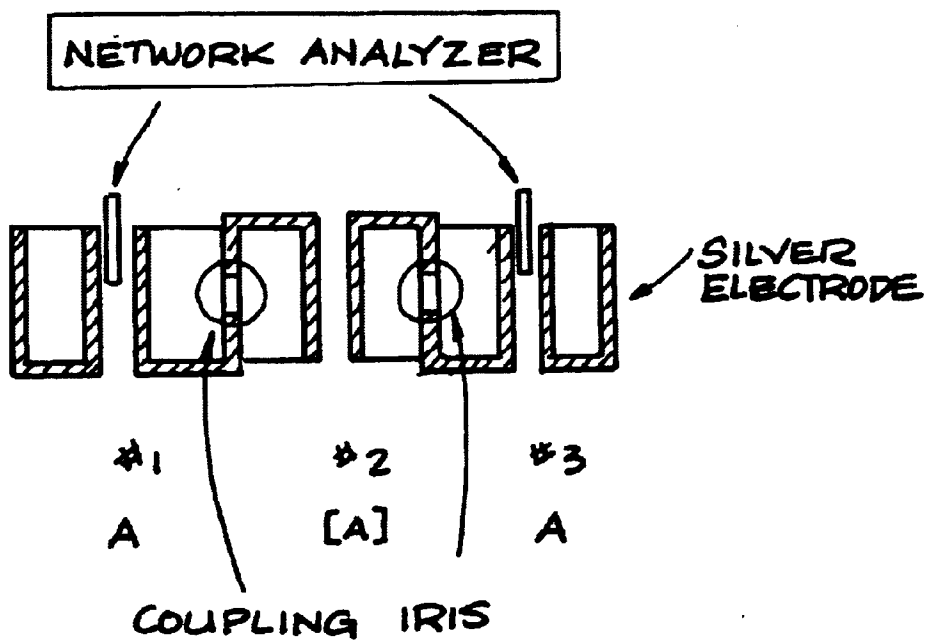 NETWORK ANALYZER
SILVER
ELECTRODE
#1 #2 #3
A [A] A
COUPLING IRIS